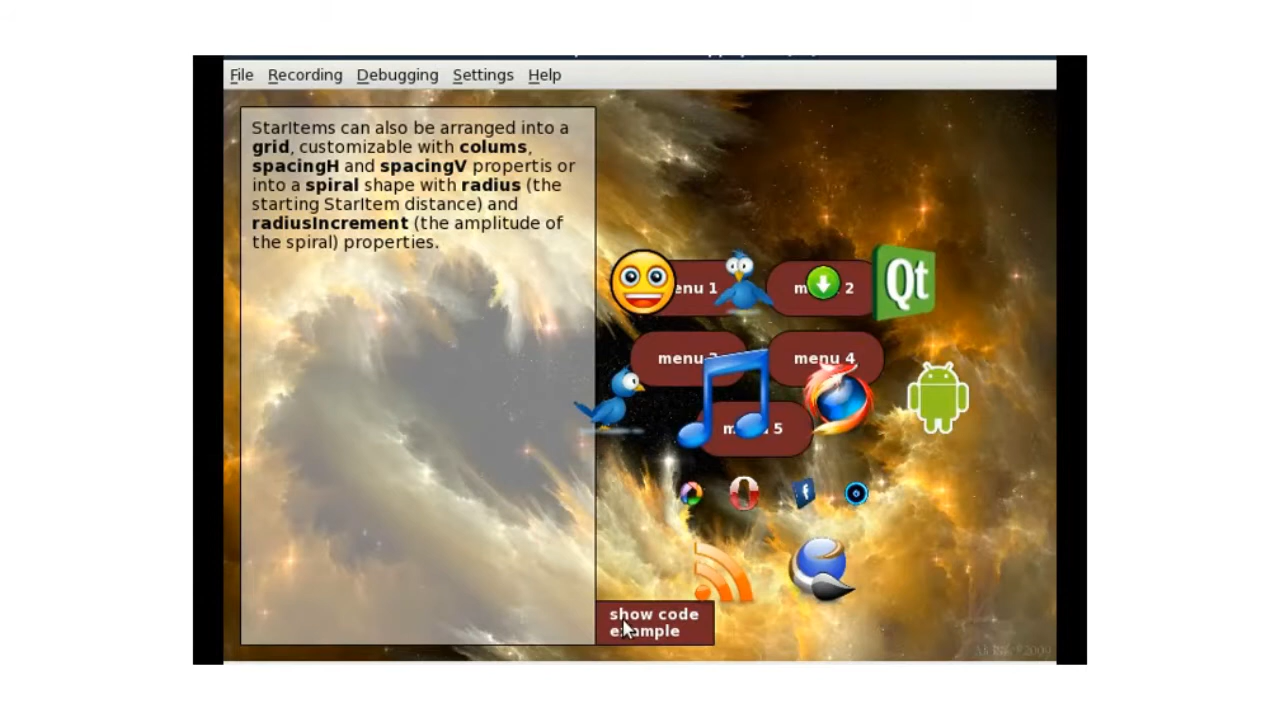 File Recording Debugging Settings Help
StarItems can also be arranged into a
grid, customizable with colums,
spacingH and spacingV propertis or
into a spiral shape with radius (the
starting StarItem distance) and
radiusIncrement (the amplitude of
the spiral) properties.
menu 1
2
Qt
menu
menu 4
5
f
show code
example